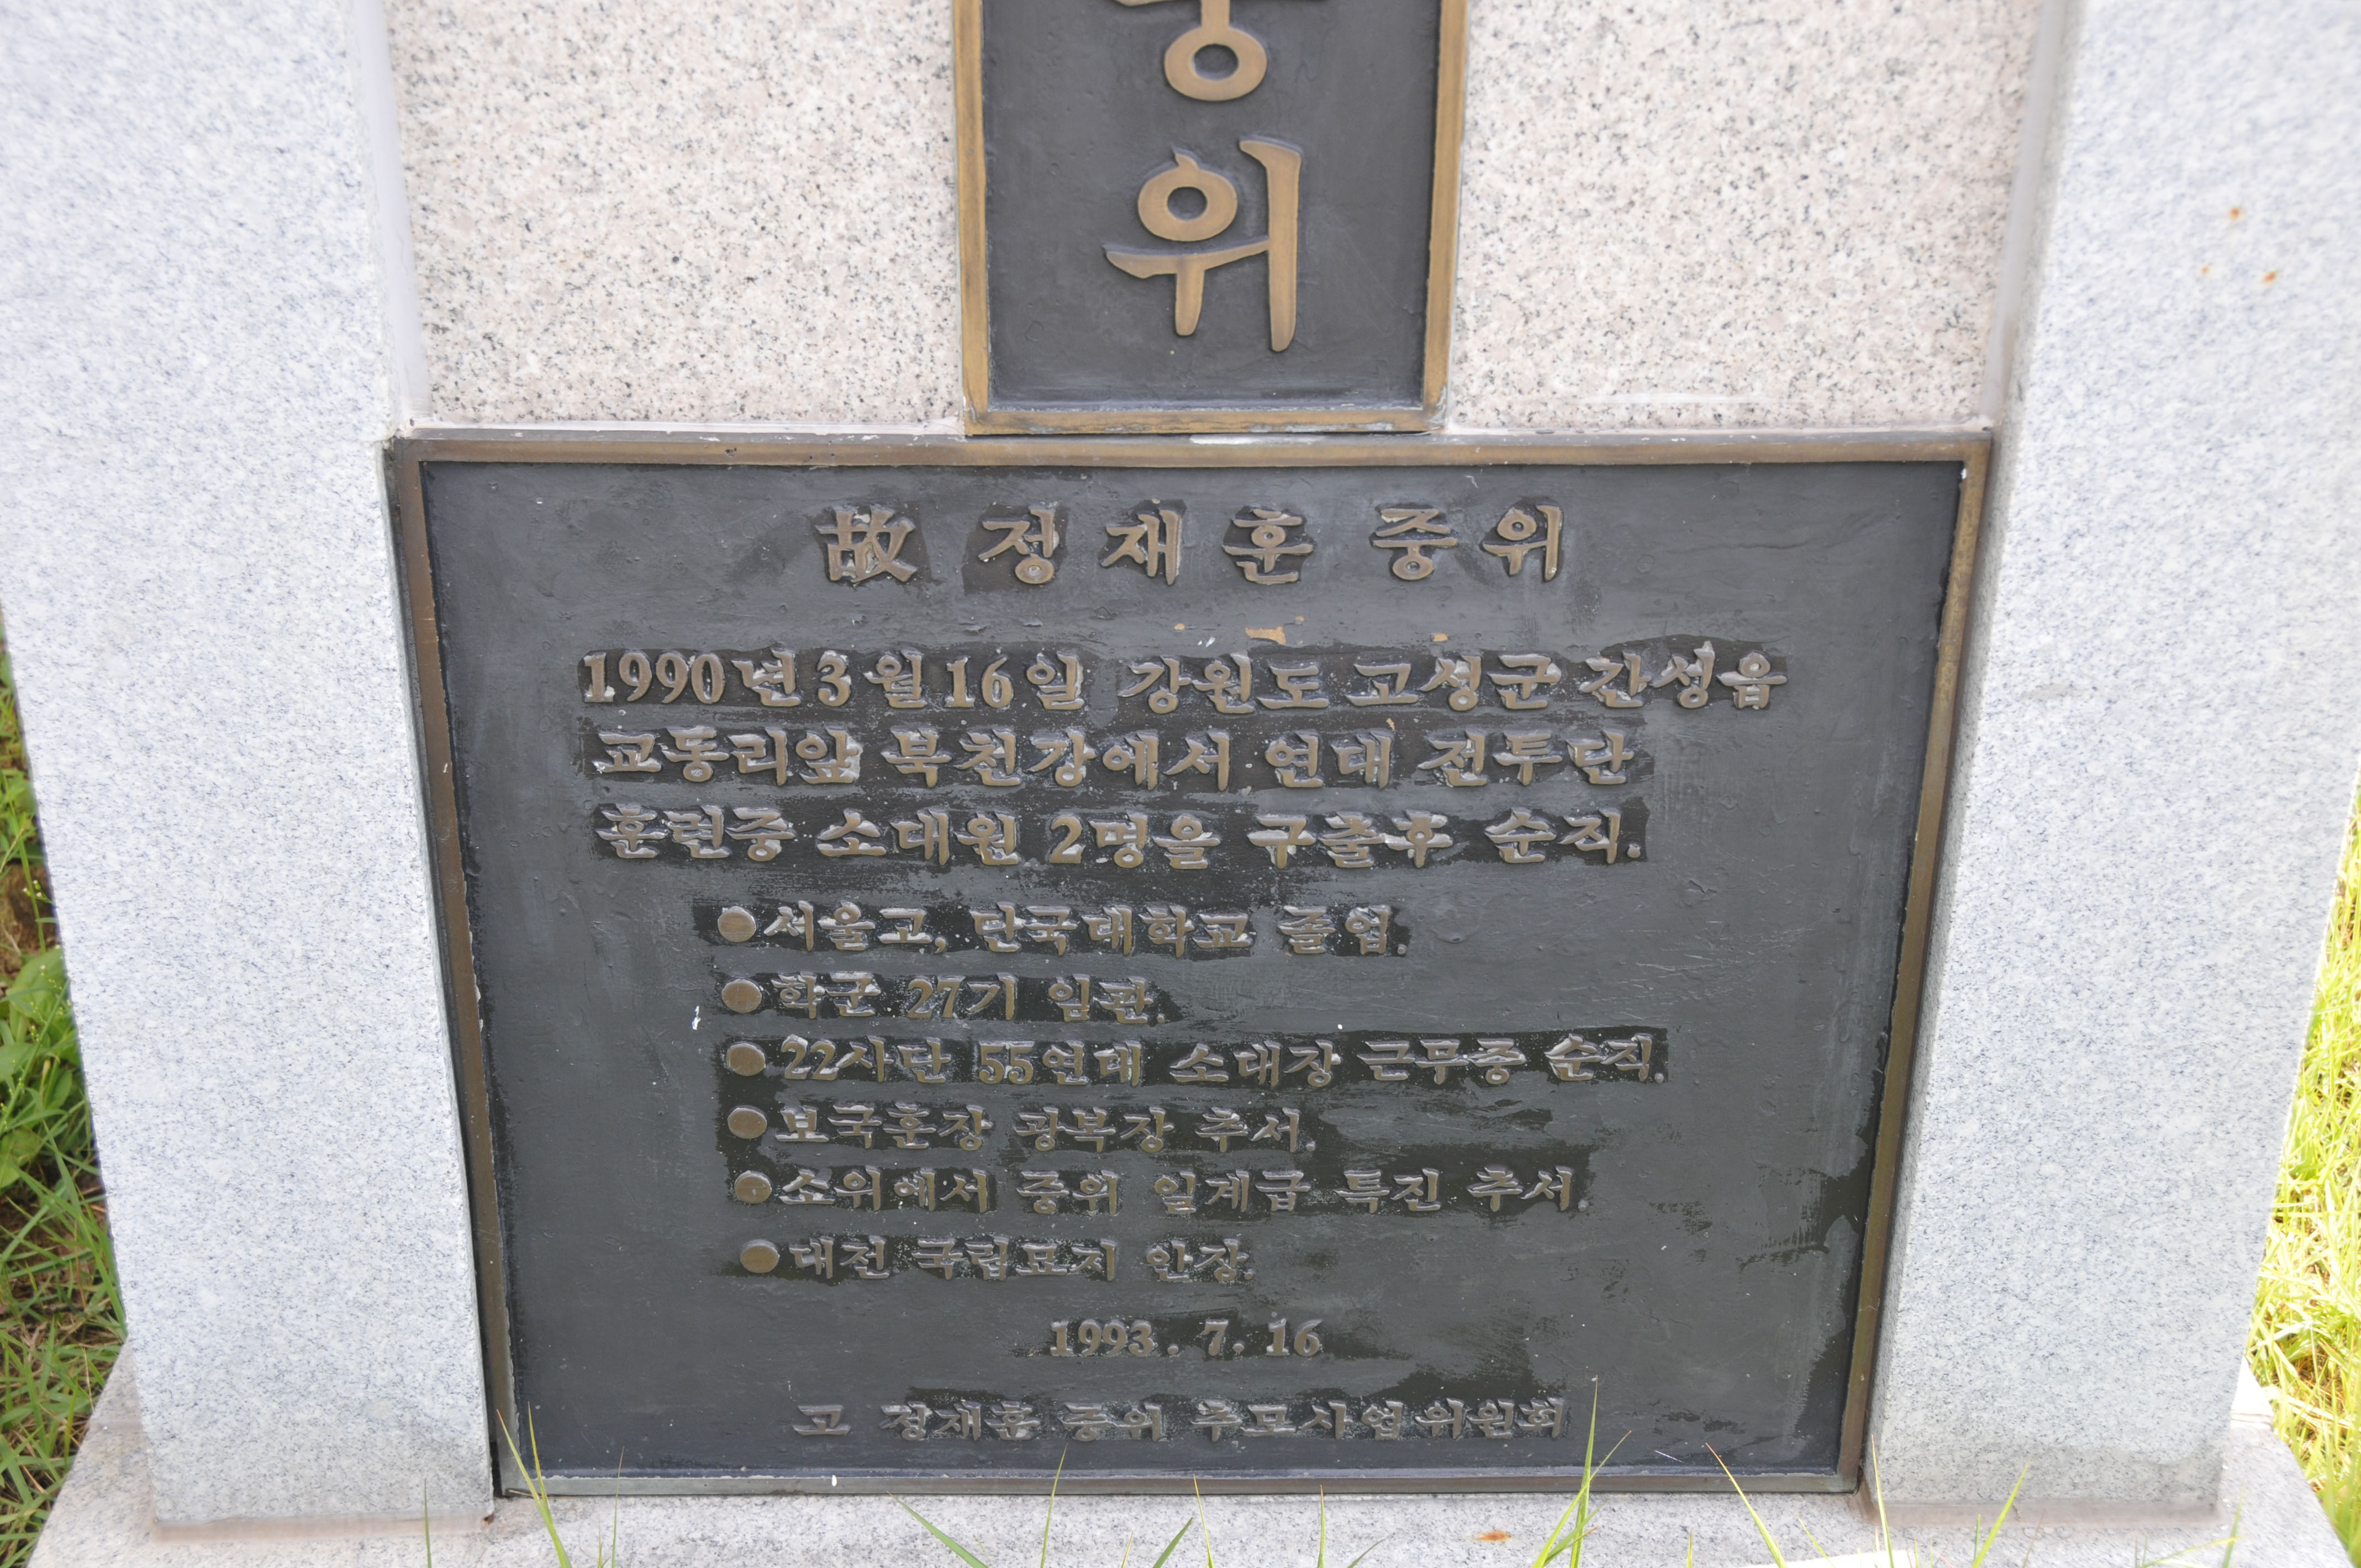 중
위
故 정재훈 중위
1990년3월16일 강원도 고성군 간성읍
교동리앞 북천강에서 연대 전투단
훈련중 소대원 2명을 구출후 순직.
●서울고, 단국대학교 졸업.
●학군 27기 임관.
●22사단 55연대 소대장 근무중 순직.
●보국훈장 광복장 추서.
●소위에서 중위 일계급 특진 추서.
●대전 국립묘지 안장.
1993. 7. 16
고 정재훈 중위 추모사업위원회